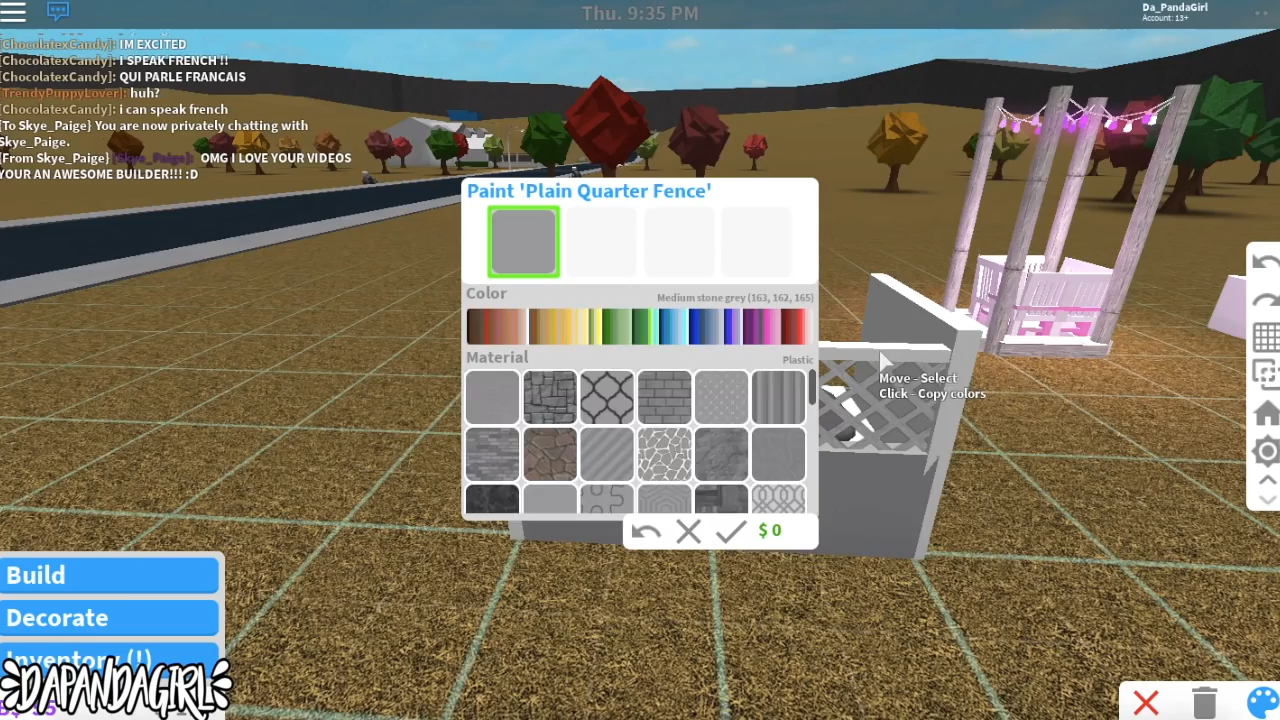 Thu. 9:35 PM
Da_PandaGirl
Account: 13+
[ChocolatexCandy]: IM EXCITED
[ChocolatexCandy]: I SPEAK FRENCH !!
[ChocolatexCandy]: QUI PARLE FRANCAIS
[TrendyPuppyLover]: huh?
[ChocolatexCandy]: i can speak french
[To Skye_Paige] You are now privately chatting with
Skye_Paige.
[From Skye_Paige] [Skye_Paige]: OMG I LOVE YOUR VIDEOS
YOUR AN AWESOME BUILDER!!! :D
Paint 'Plain Quarter Fence'
Color
Medium stone grey (163, 162, 165)
Material
Plastic
Move - Select
Click - Copy colors
$ 0
Build
Decorate
Inventory (!)
DAPANDAGIRL